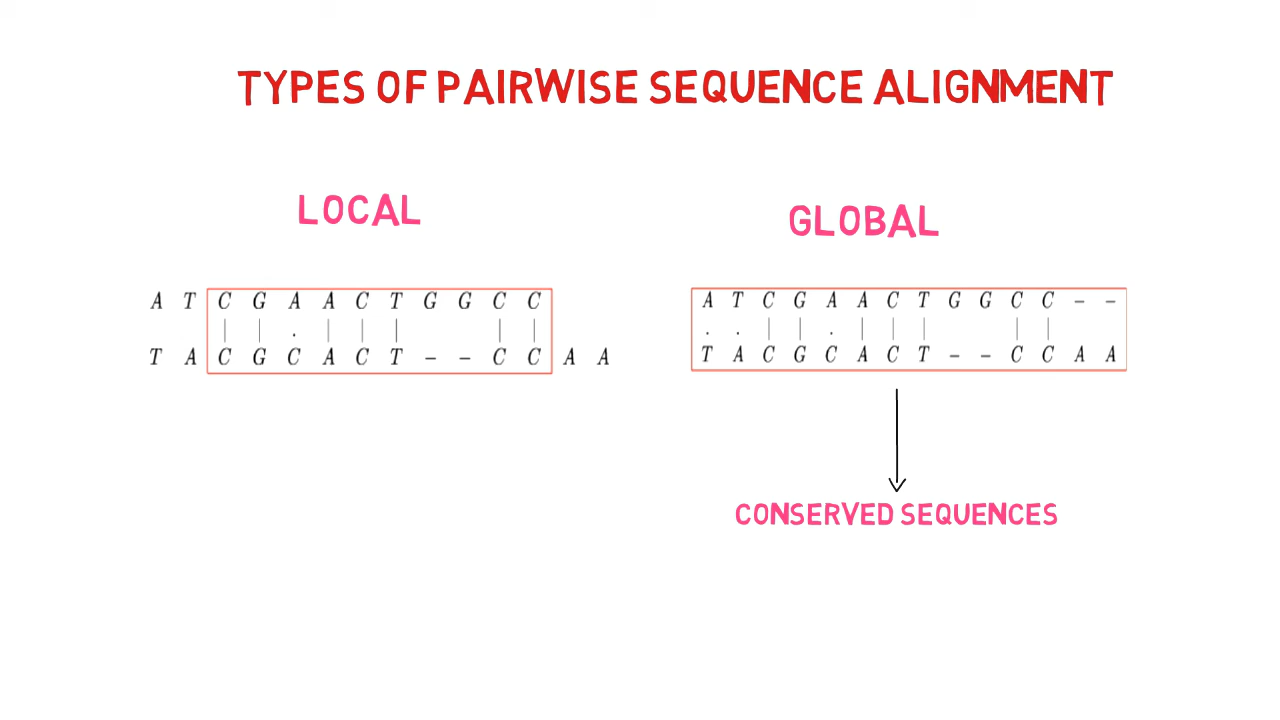 TYPES OF PAIRWISE SEQUENCE ALIGNMENT
LOCAL
A T C G A A C T G G C C
| | . | | | | |
T A C G C A C T – – C C A A
GLOBAL
A T C G A A C T G G C C – –
. . | | . | | | | |
T A C G C A C T – – C C A A
CONSERVED SEQUENCES